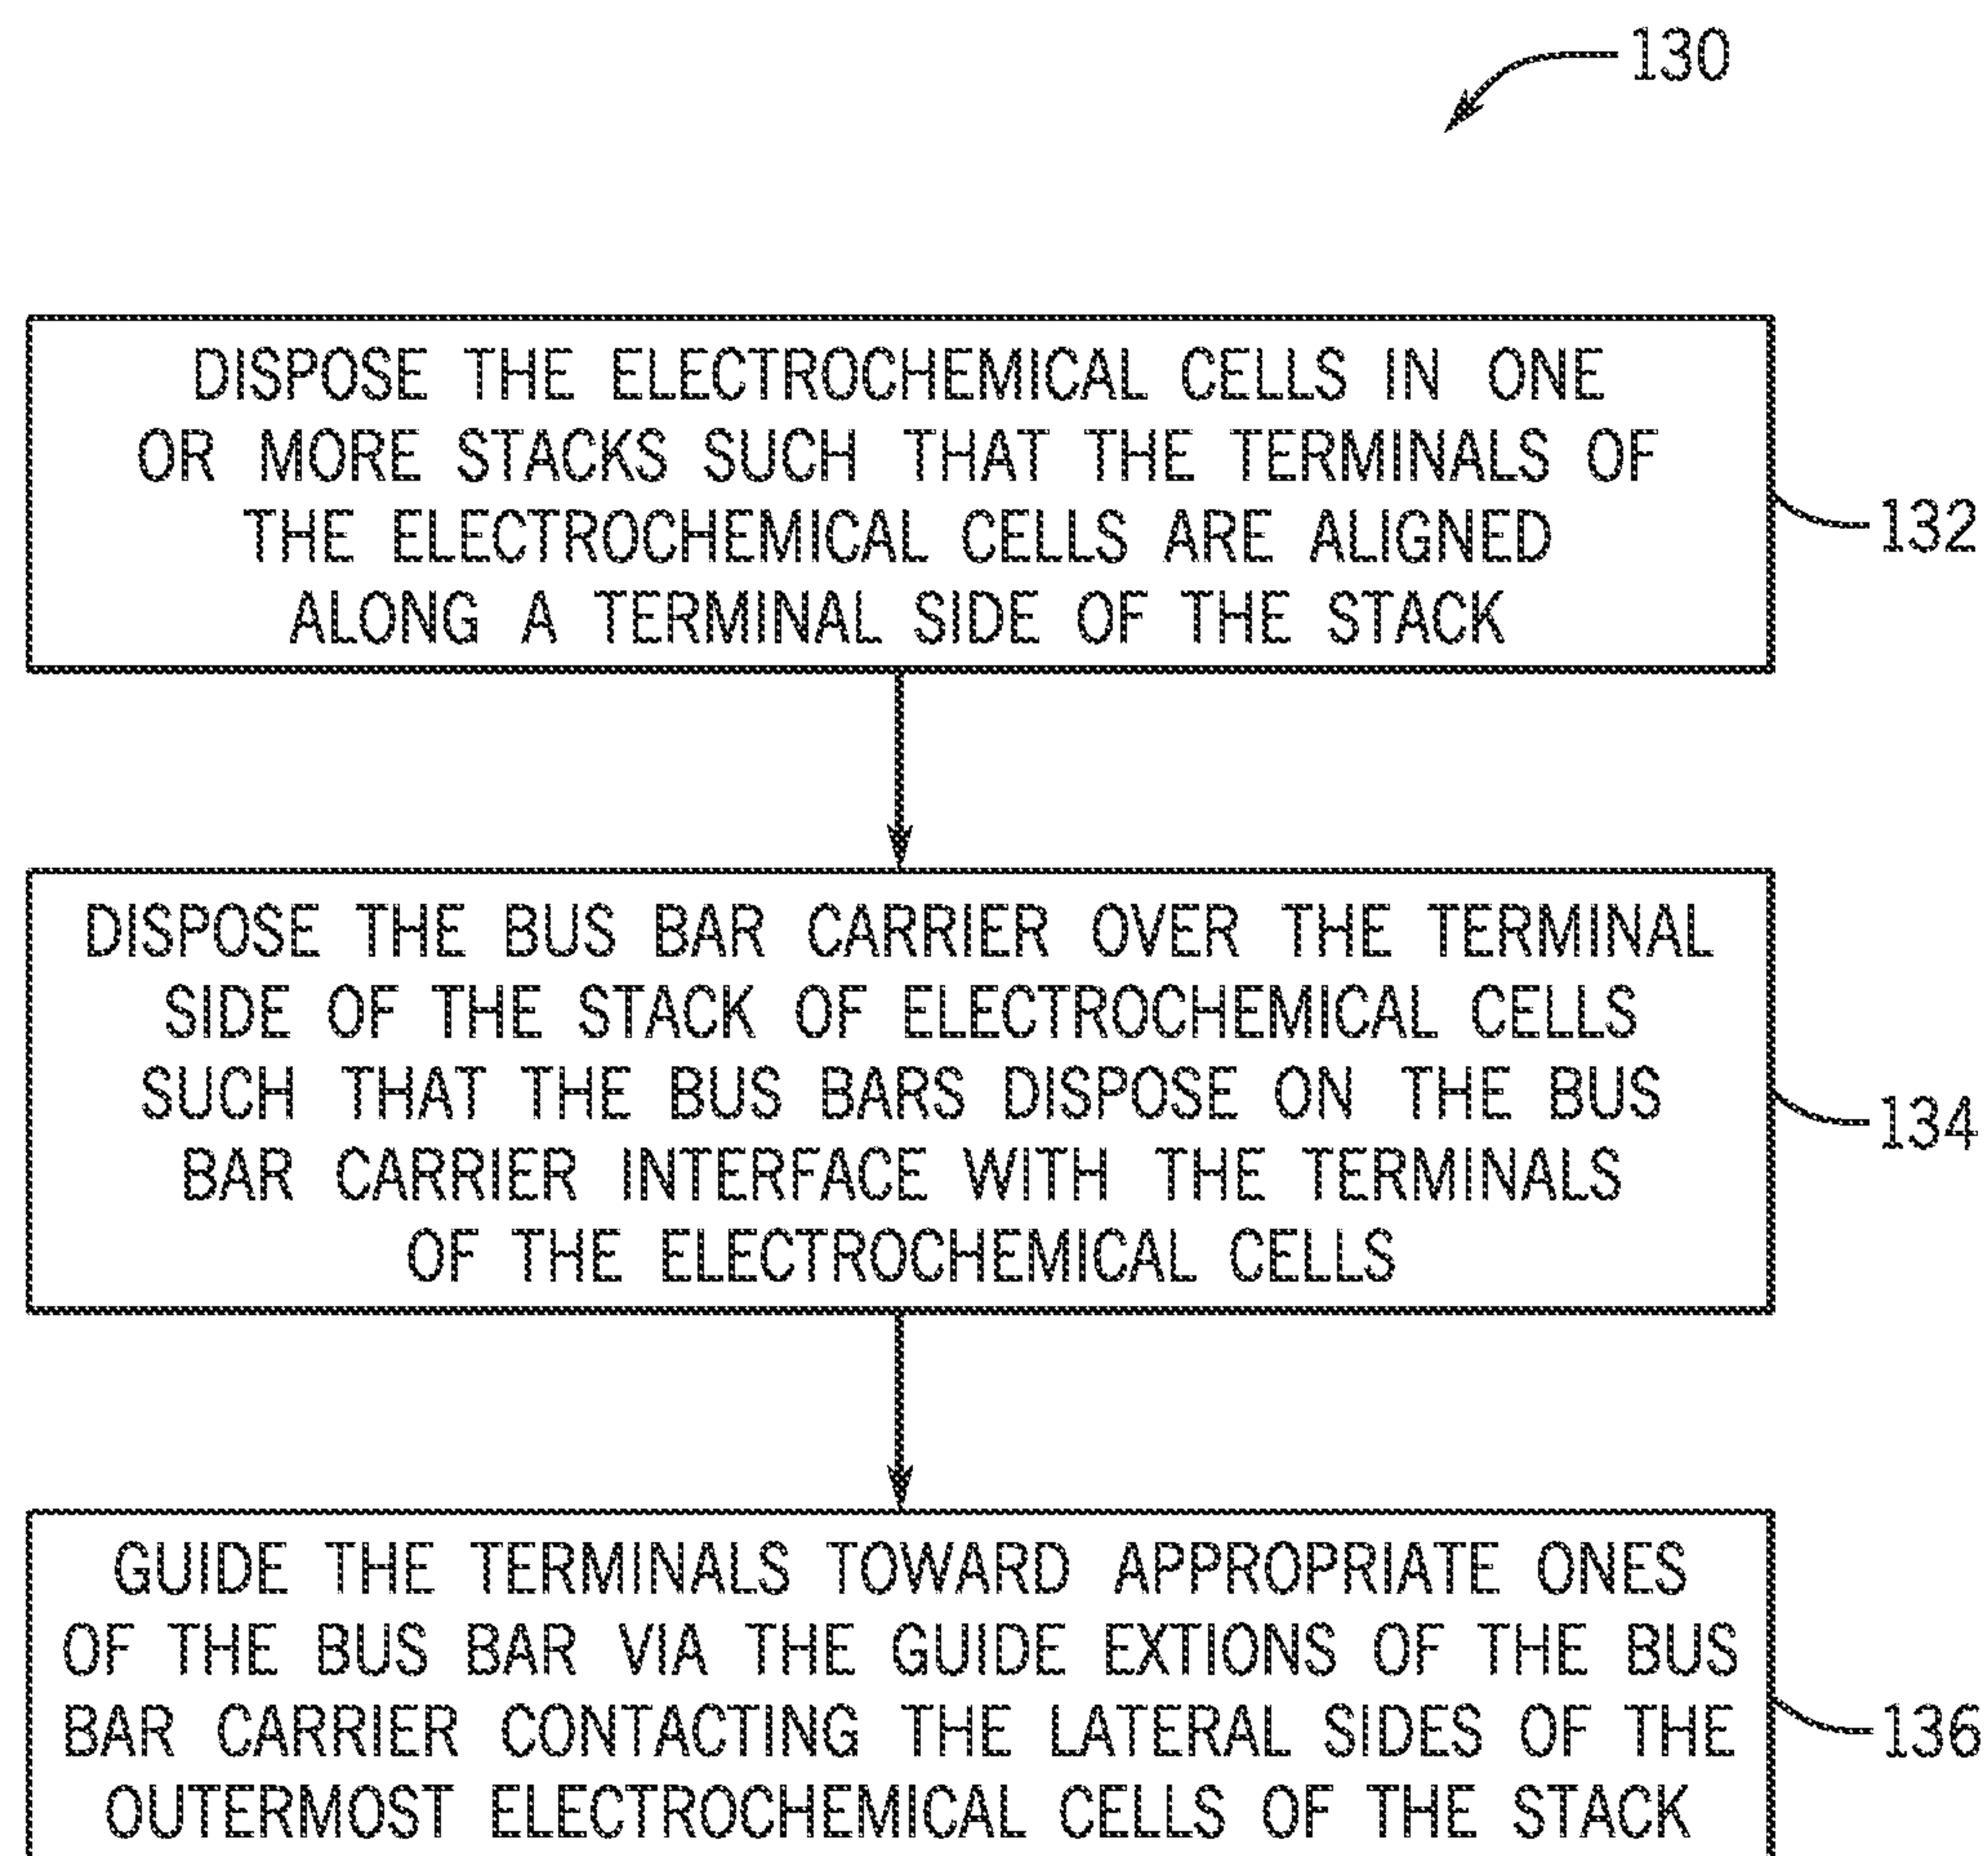 130
DISPOSE THE ELECTROCHEMICAL CELLS IN ONE
OR MORE STACKS SUCH THAT THE TERMINALS OF
THE ELECTROCHEMICAL CELLS ARE ALIGNED
ALONG A TERMINAL SIDE OF THE STACK
132
DISPOSE THE BUS BAR CARRIER OVER THE TERMINAL
SIDE OF THE STACK OF ELECTROCHEMICAL CELLS
SUCH THAT THE BUS BARS DISPOSE ON THE BUS
BAR CARRIER INTERFACE WITH THE TERMINALS
OF THE ELECTROCHEMICAL CELLS
134
GUIDE THE TERMINALS TOWARD APPROPRIATE ONES
OF THE BUS BAR VIA THE GUIDE EXTIONS OF THE BUS
BAR CARRIER CONTACTING THE LATERAL SIDES OF THE
OUTERMOST ELECTROCHEMICAL CELLS OF THE STACK
136